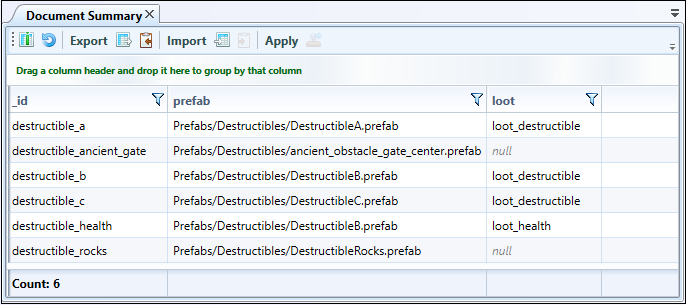 Document Summary
Export Import Apply
Drag a column header and drop it here to group by that column
_id prefab loot
destructible_a Prefabs/Destructibles/DestructibleA.prefab loot_destructible
destructible_ancient_gate Prefabs/Destructibles/ancient_obstacle_gate_center.prefab null
destructible_b Prefabs/Destructibles/DestructibleB.prefab loot_destructible
destructible_c Prefabs/Destructibles/DestructibleC.prefab loot_destructible
destructible_health Prefabs/Destructibles/DestructibleB.prefab loot_health
destructible_rocks Prefabs/Destructibles/DestructibleRocks.prefab null
Count: 6